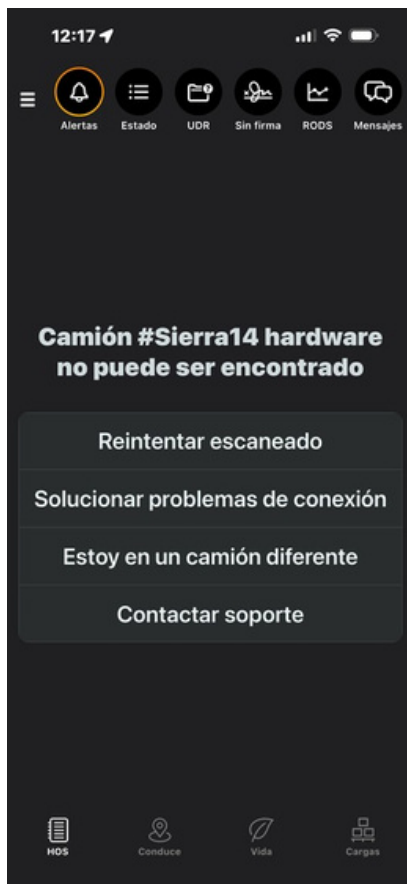 12:17
Alertas Estado UDR Sin firma RODS Mensajes
Camión #Sierra14 hardware
no puede ser encontrado
Reintentar escaneado
Solucionar problemas de conexión
Estoy en un camión diferente
Contactar soporte
HOS Conduce Vida Cargas